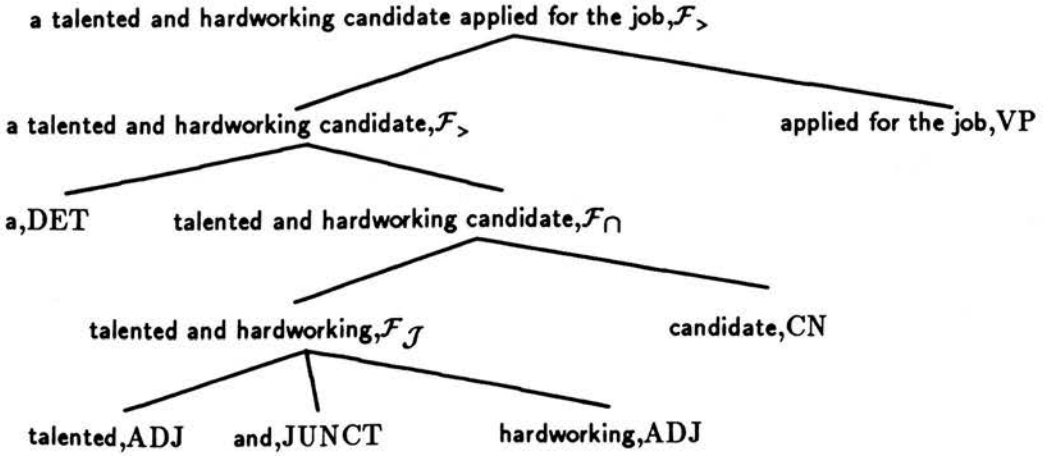 a talented and hardworking candidate applied for the job,ℱ>
a talented and hardworking candidate,ℱ> applied for the job,VP
a,DET talented and hardworking candidate,ℱ∩
talented and hardworking,ℱ𝒥 candidate,CN
talented,ADJ and,JUNCT hardworking,ADJ